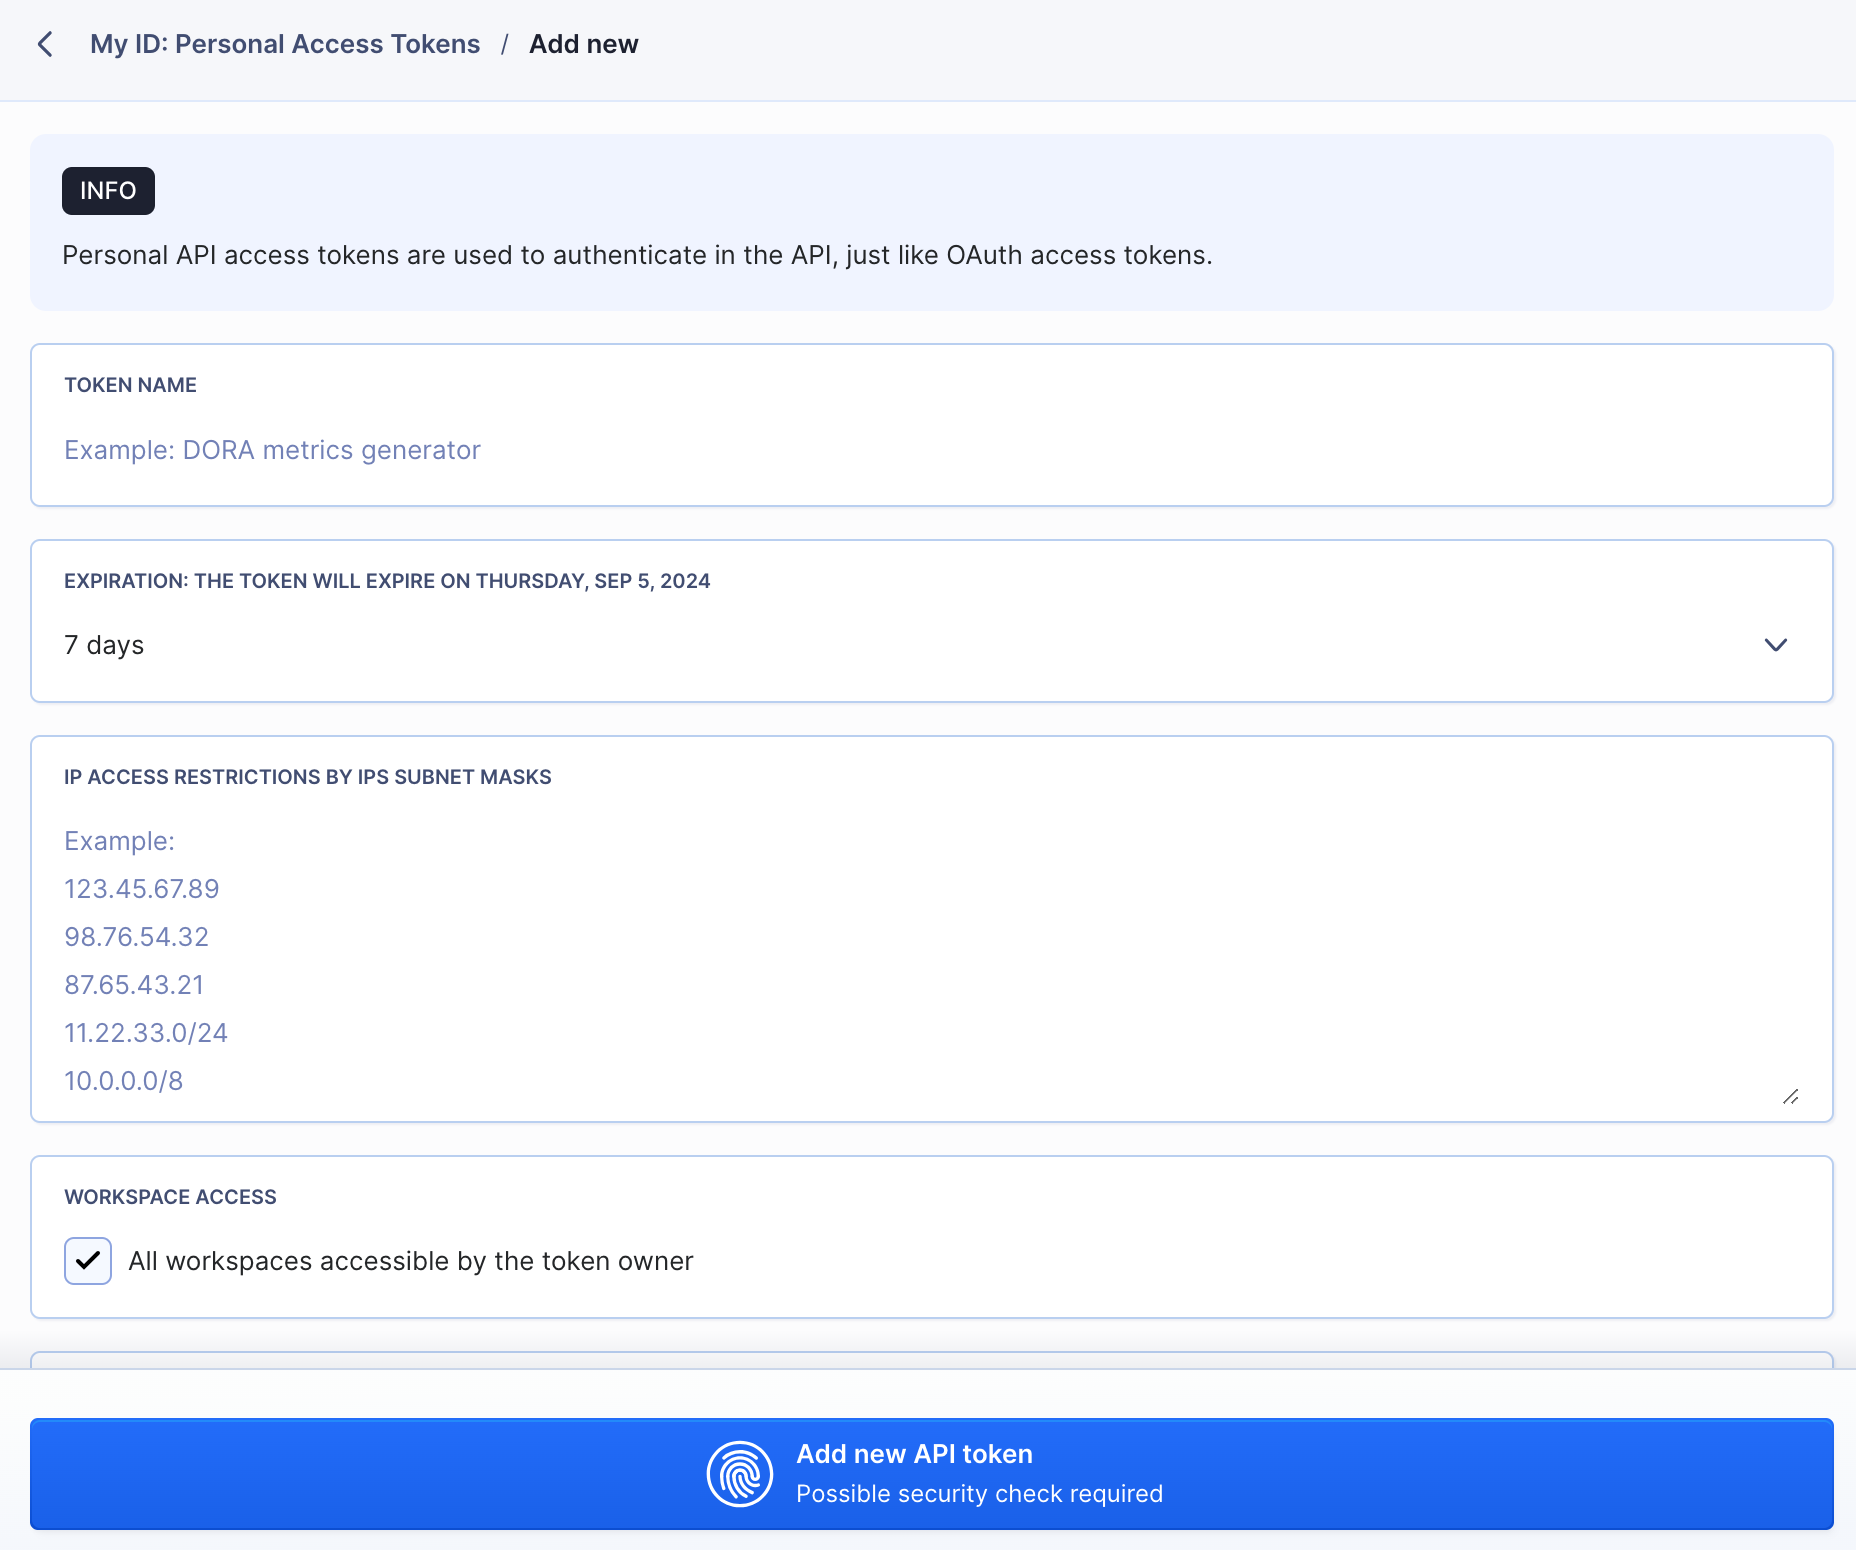 My ID: Personal Access Tokens / Add new
INFO
Personal API access tokens are used to authenticate in the API, just like OAuth access tokens.
TOKEN NAME
Example: DORA metrics generator
EXPIRATION: THE TOKEN WILL EXPIRE ON THURSDAY, SEP 5, 2024
7 days
IP ACCESS RESTRICTIONS BY IPS SUBNET MASKS
Example:
123.45.67.89
98.76.54.32
87.65.43.21
11.22.33.0/24
10.0.0.0/8
WORKSPACE ACCESS
All workspaces accessible by the token owner
Add new API token
Possible security check required